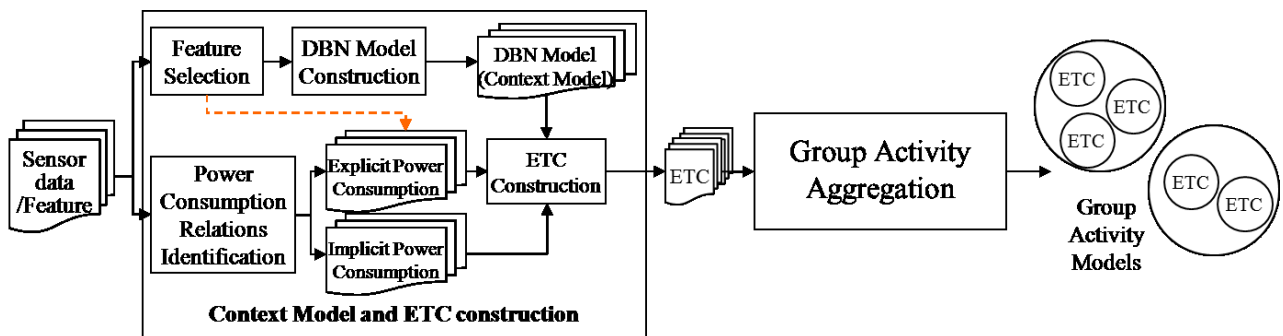 Sensor
data
/Feature
Feature
Selection
DBN Model
Construction
DBN Model
(Context Model)
Power
Consumption
Relations
Identification
Explicit Power
Consumption
Implicit Power
Consumption
ETC
Construction
Context Model and ETC construction
ETC
Group Activity
Aggregation
ETC
ETC
ETC
ETC
ETC
Group
Activity
Models